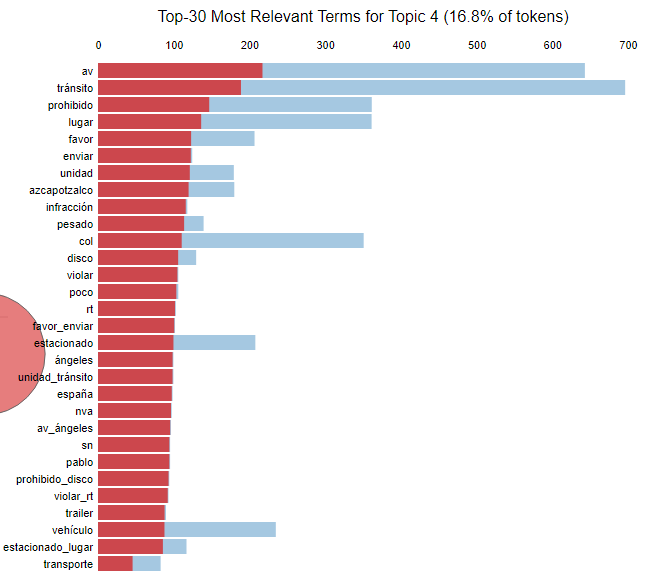 Top-30 Most Relevant Terms for Topic 4 (16.8% of tokens)
0 100 200 300 400 500 600 700
av
tránsito
prohibido
lugar
favor
enviar
unidad
azcapotzalco
infracción
pesado
col
disco
violar
poco
rt
favor_enviar
estacionado
ángeles
unidad_tránsito
españa
nva
av_ángeles
sn
pablo
prohibido_disco
violar_rt
trailer
vehículo
estacionado_lugar
transporte